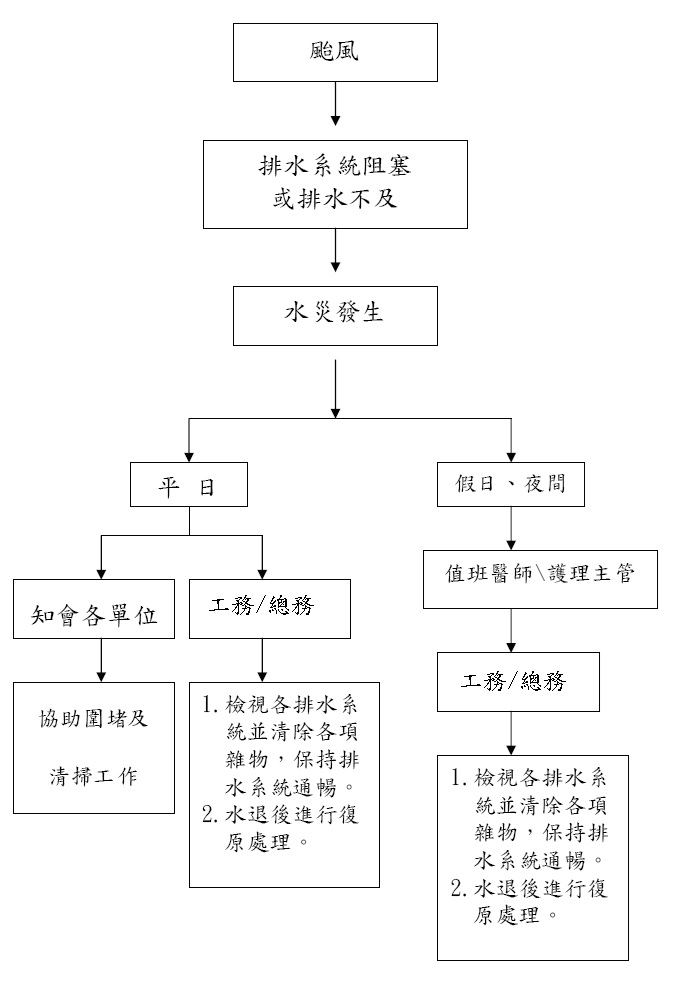 颱風
排水系統阻塞
或排水不及
水災發生
平 日
假日、夜間
值班醫師\護理主管
知會各單位
工務/總務
工務/總務
協助圍堵及
清掃工作
1. 檢視各排水系
統並清除各項
雜物，保持排
水系統通暢。
2. 水退後進行復
原處理。
1. 檢視各排水系
統並清除各項
雜物，保持排
水系統通暢。
2. 水退後進行復
原處理。